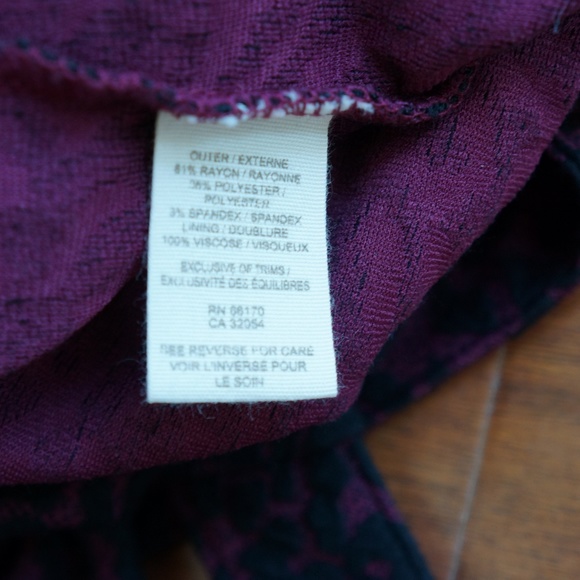 OUTER / EXTERNE
61% RAYON / RAYONNE
36% POLYESTER /
POLYESTER
3% SPANDEX / SPANDEX
LINING / DOUBLURE
100% VISCOSE / VISQUEUX
EXCLUSIVE OF TRIMS /
EXCLUSIVITÉ DES ÉQUILIBRES
RN 66170
CA 32054
SEE REVERSE FOR CARE
VOIR L'INVERSE POUR
LE SOIN